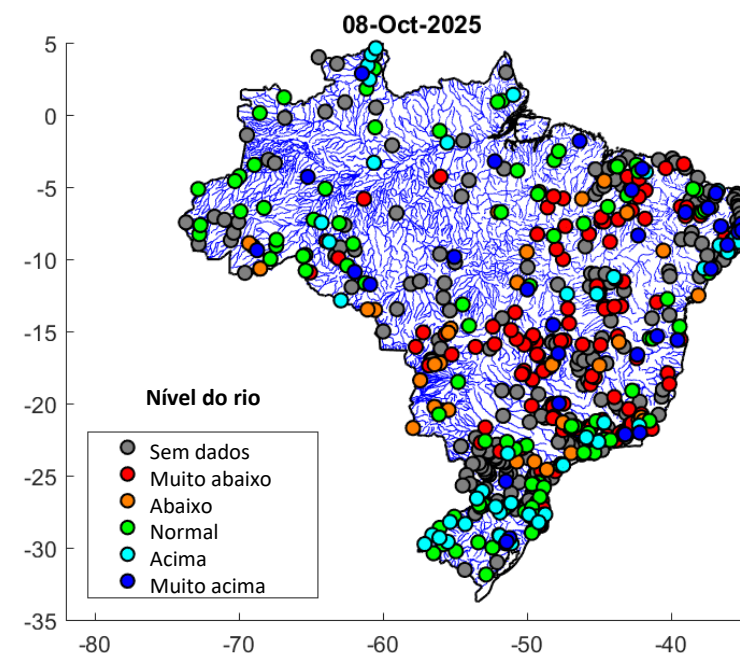 08-Oct-2025
5
0
-5
-10
-15
-20
-25
-30
-35
Nível do rio
Sem dados
Muito abaixo
Abaixo
Normal
Acima
Muito acima
-80
-70
-60
-50
-40